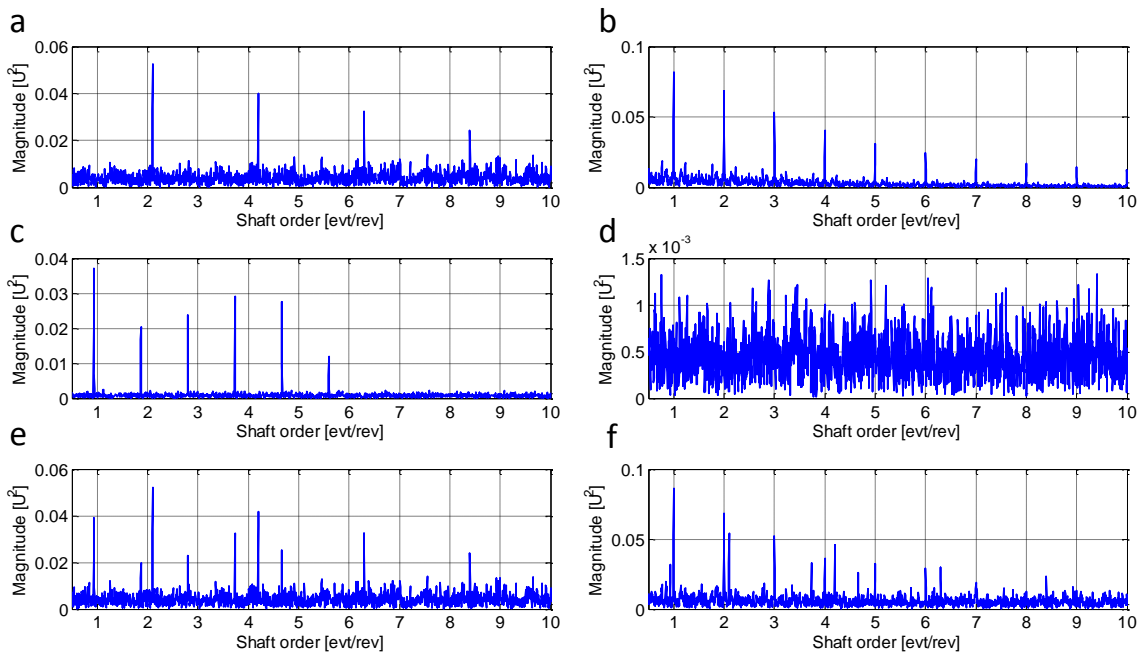 a
b
0.06
0.04
0.02
0
Magnitude [U²]
1 2 3 4 5 6 7 8 9 10
Shaft order [evt/rev]
0.1
0.05
0
Magnitude [U²]
1 2 3 4 5 6 7 8 9 10
Shaft order [evt/rev]
c
d
0.04
0.03
0.02
0.01
0
Magnitude [U²]
1 2 3 4 5 6 7 8 9 10
Shaft order [evt/rev]
x 10⁻³
1.5
1
0.5
0
Magnitude [U²]
1 2 3 4 5 6 7 8 9 10
Shaft order [evt/rev]
e
f
0.06
0.04
0.02
0
Magnitude [U²]
1 2 3 4 5 6 7 8 9 10
Shaft order [evt/rev]
0.1
0.05
0
Magnitude [U²]
1 2 3 4 5 6 7 8 9 10
Shaft order [evt/rev]